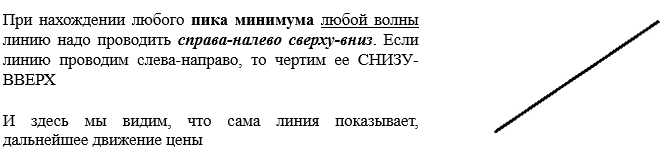 При нахождении любого пика минимума любой волны
линию надо проводить справа-налево сверху-вниз. Если
линию проводим слева-направо, то чертим ее СНИЗУ-
ВВЕРХ
И здесь мы видим, что сама линия показывает,
дальнейшее движение цены